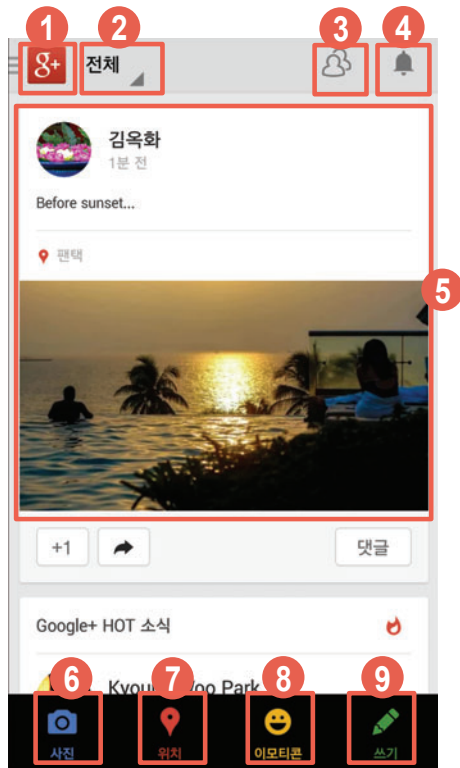 1 2 3 4
g+ 전체
김옥화
1분 전
Before sunset...
팬택
5
+1 댓글
Google+ HOT 소식
6 7 8 9
사진 위치 이모티콘 쓰기